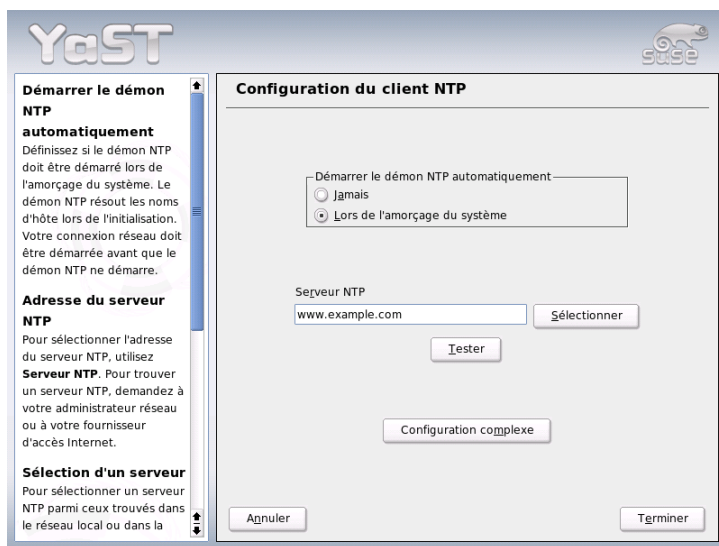 YaST
suse
Démarrer le démon
NTP
automatiquement
Définissez si le démon NTP
doit être démarré lors de
l'amorçage du système. Le
démon NTP résout les noms
d'hôte lors de l'initialisation.
Votre connexion réseau doit
être démarrée avant que le
démon NTP ne démarre.
Adresse du serveur
NTP
Pour sélectionner l'adresse
du serveur NTP, utilisez
Serveur NTP. Pour trouver
un serveur NTP, demandez à
votre administrateur réseau
ou à votre fournisseur
d'accès Internet.
Sélection d'un serveur
Pour sélectionner un serveur
NTP parmi ceux trouvés dans
le réseau local ou dans la
Configuration du client NTP
Démarrer le démon NTP automatiquement
Jamais
Lors de l'amorçage du système
Serveur NTP
www.example.com
Sélectionner
Tester
Configuration complexe
Annuler
Terminer